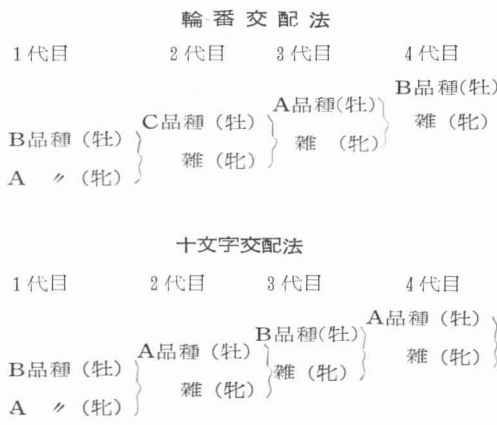 輪番交配法
1代目 2代目 3代目 4代目
B品種(牡)
A品種(牡) C品種(牡) B品種(牡)
雑(牝) 雑(牝) 雑(牝)
A 〃 (牝)
十文字交配法
1代目 2代目 3代目 4代目
A品種(牡)
B品種(牡) 雑(牝)
A品種(牡) 雑(牝)
B品種(牡) 雑(牝)
A 〃 (牝)